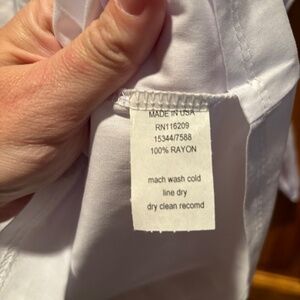 MADE IN USA
RN116209
15344/7588
100% RAYON
mach wash cold
line dry
dry clean recomd